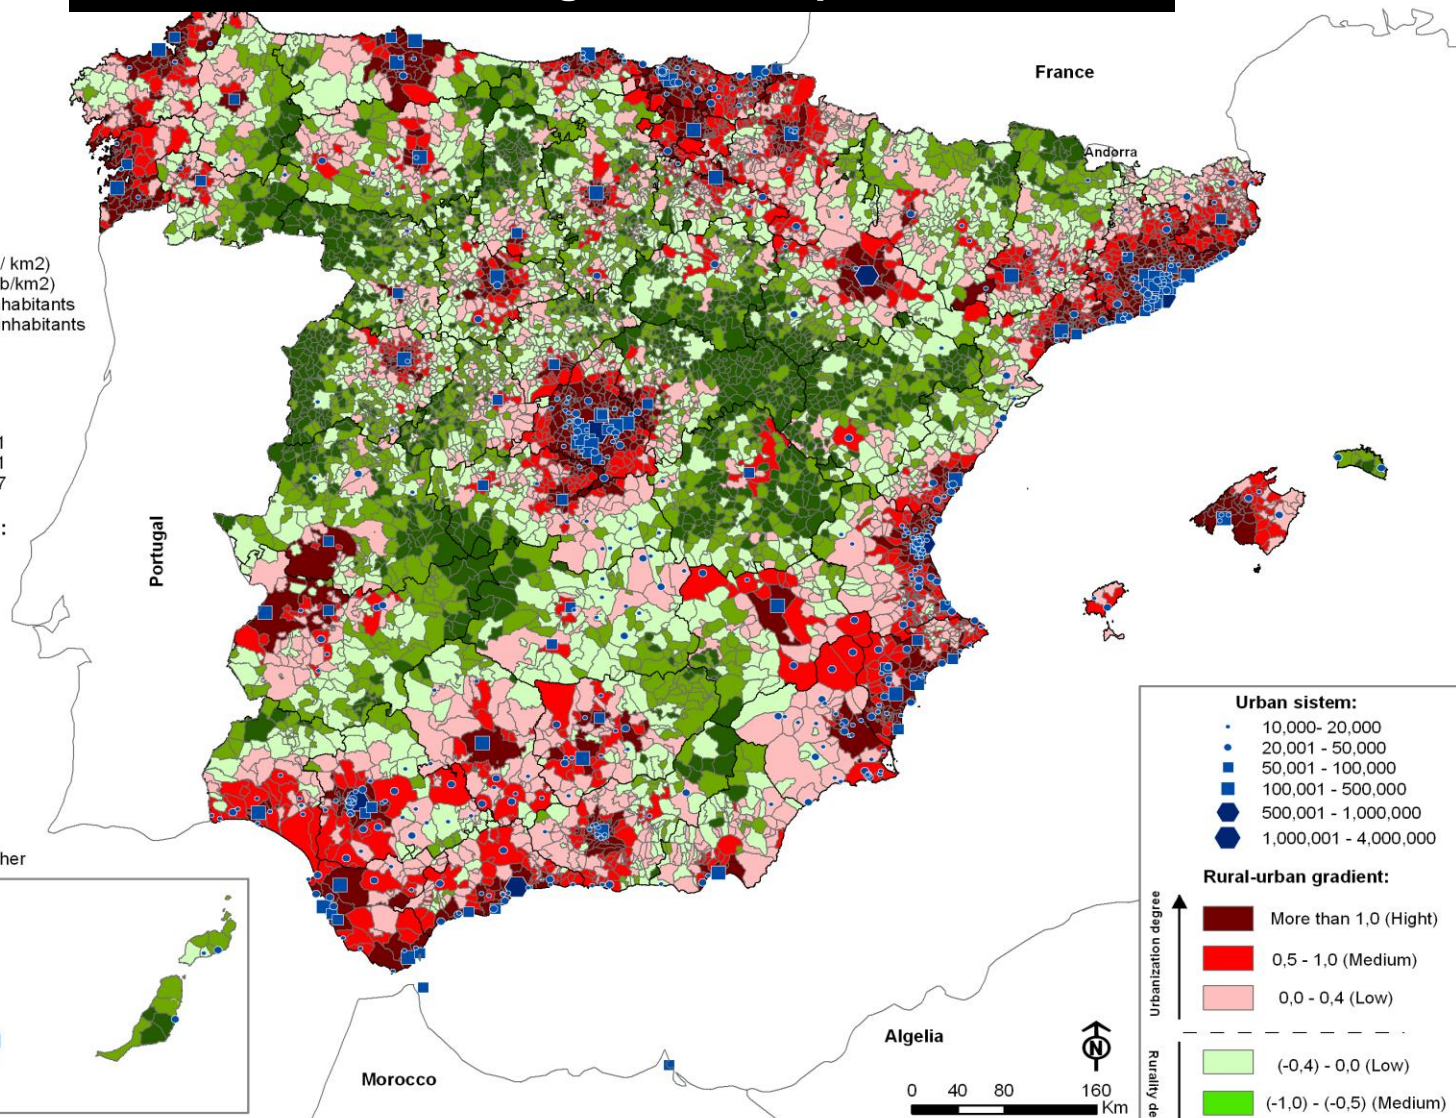 France
Andorra
/ km2)
b/km2)
habitants
nhabitants
1
1
7
:
Portugal
her
Morocco
Algelia
N
0 40 80 160
Km
Urban sistem:
10,000- 20,000
20,001 - 50,000
50,001 - 100,000
100,001 - 500,000
500,001 - 1,000,000
1,000,001 - 4,000,000
Rural-urban gradient:
Urbanization degree
More than 1,0 (Hight)
0,5 - 1,0 (Medium)
0,0 - 0,4 (Low)
Rurality de
(-0,4) - 0,0 (Low)
(-1,0) - (-0,5) (Medium)